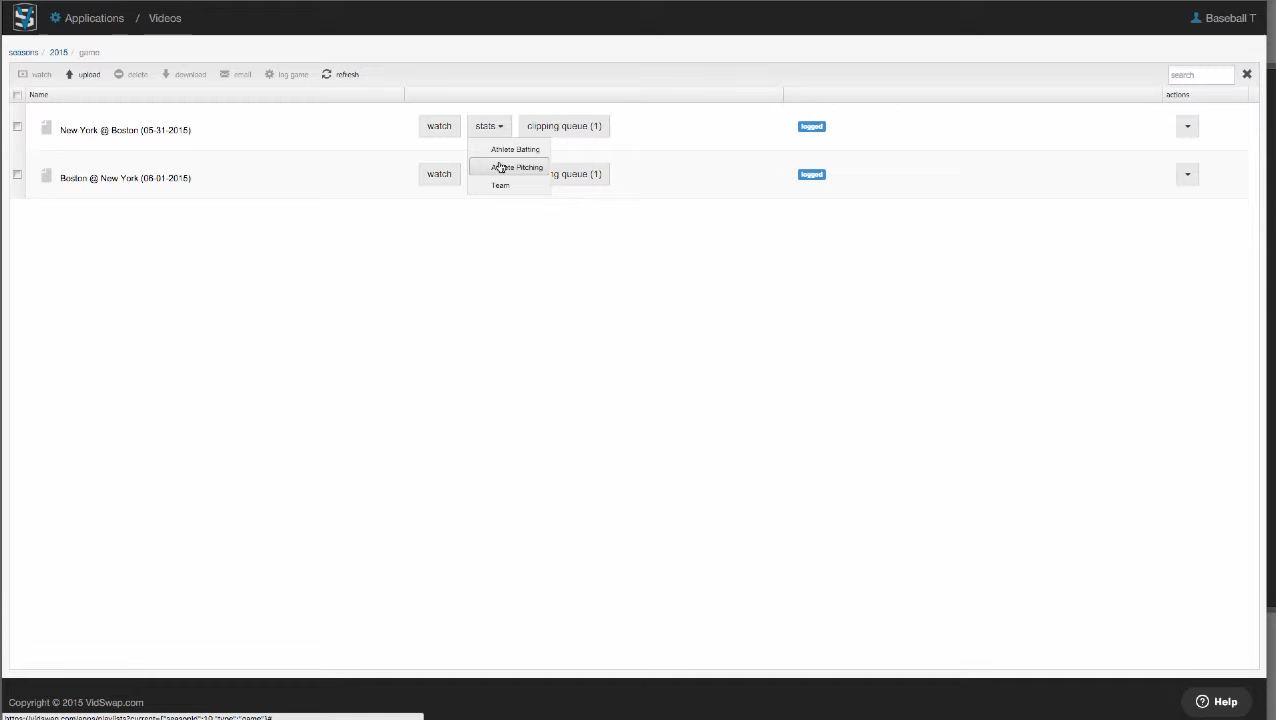 Applications / Videos
Baseball T
seasons / 2015 / game
watch upload delete download email log game refresh
search
Name
actions
New York @ Boston (05-31-2015)
watch stats clipping queue (1)
logged
Athlete Batting
Boston @ New York (06-01-2015)
watch
Pitching
queue (1)
logged
Team
Copyright © 2015 VidSwap.com
Help